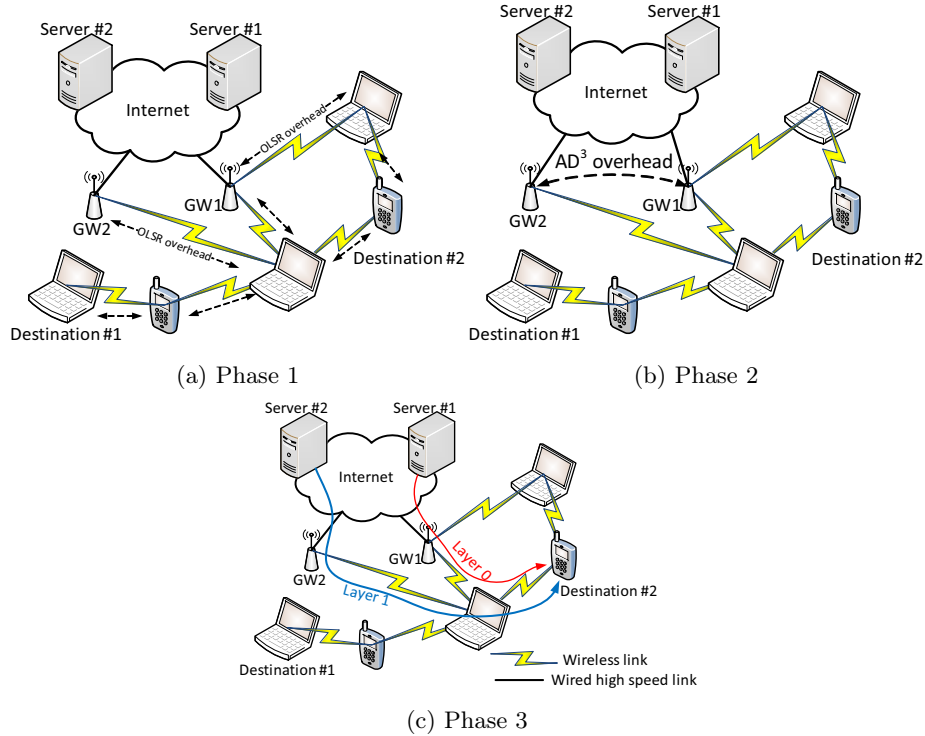 Server #2
Server #1
Internet
OLSR overhead
GW1
GW2
OLSR overhead
Destination #2
Destination #1
(a) Phase 1
Server #2
Server #1
Internet
AD³ overhead
GW2
GW1
Destination #2
Destination #1
(b) Phase 2
Server #2
Server #1
Internet
GW1
Layer 0
GW2
Layer 1
Destination #2
Destination #1
Wireless link
Wired high speed link
(c) Phase 3